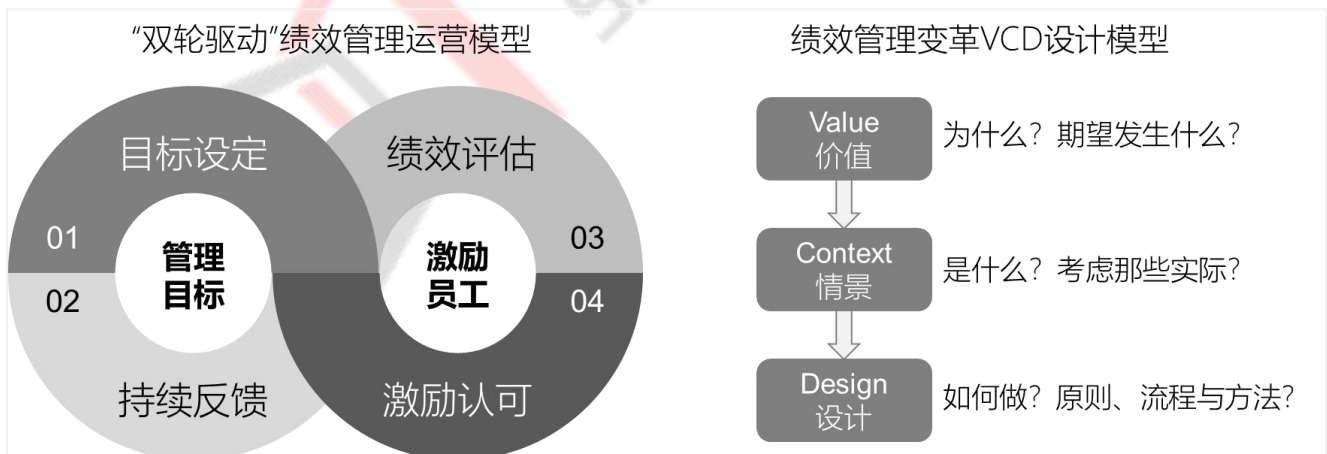 “双轮驱动”绩效管理运营模型
目标设定
绩效评估
01
管理
目标
02
激励
员工
03
04
持续反馈
激励认可
绩效管理变革VCD设计模型
Value
价值
为什么？期望发生什么？
Context
情景
是什么？考虑那些实际？
Design
设计
如何做？原则、流程与方法？